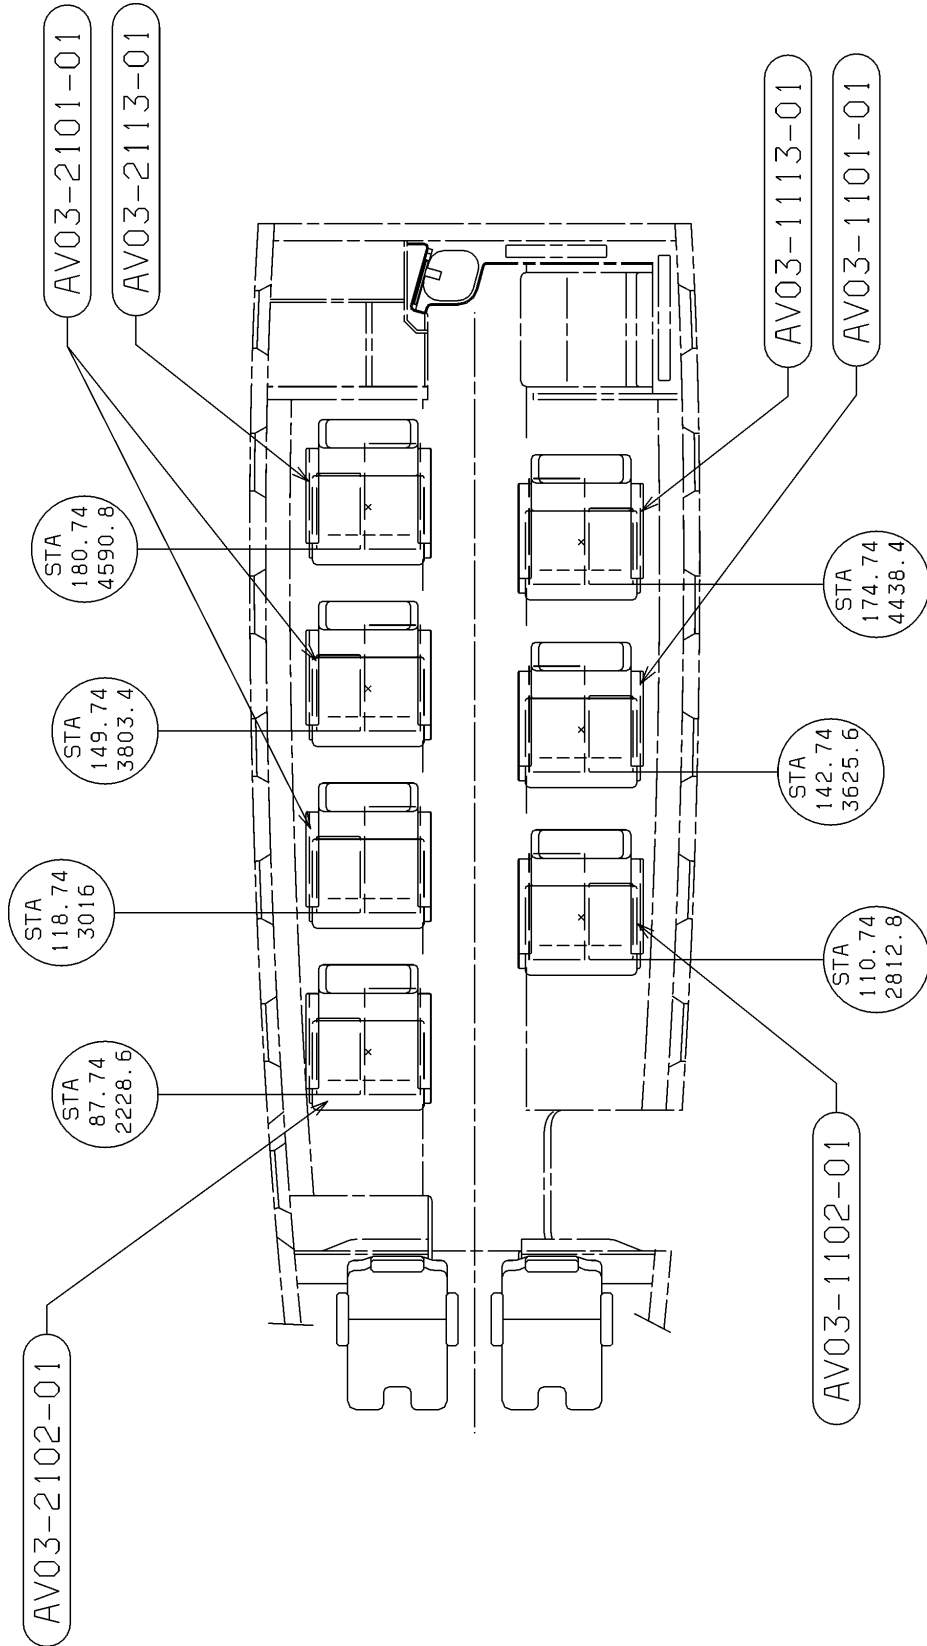 AV03-2101-01
AV03-2113-01
AV03-1113-01
AV03-1101-01
STA
180.74
4590.8
STA
149.74
3803.4
STA
118.74
3016
STA
87.74
2228.6
STA
174.74
4438.4
STA
142.74
3625.6
STA
110.74
2812.8
AV03-2102-01
AV03-1102-01